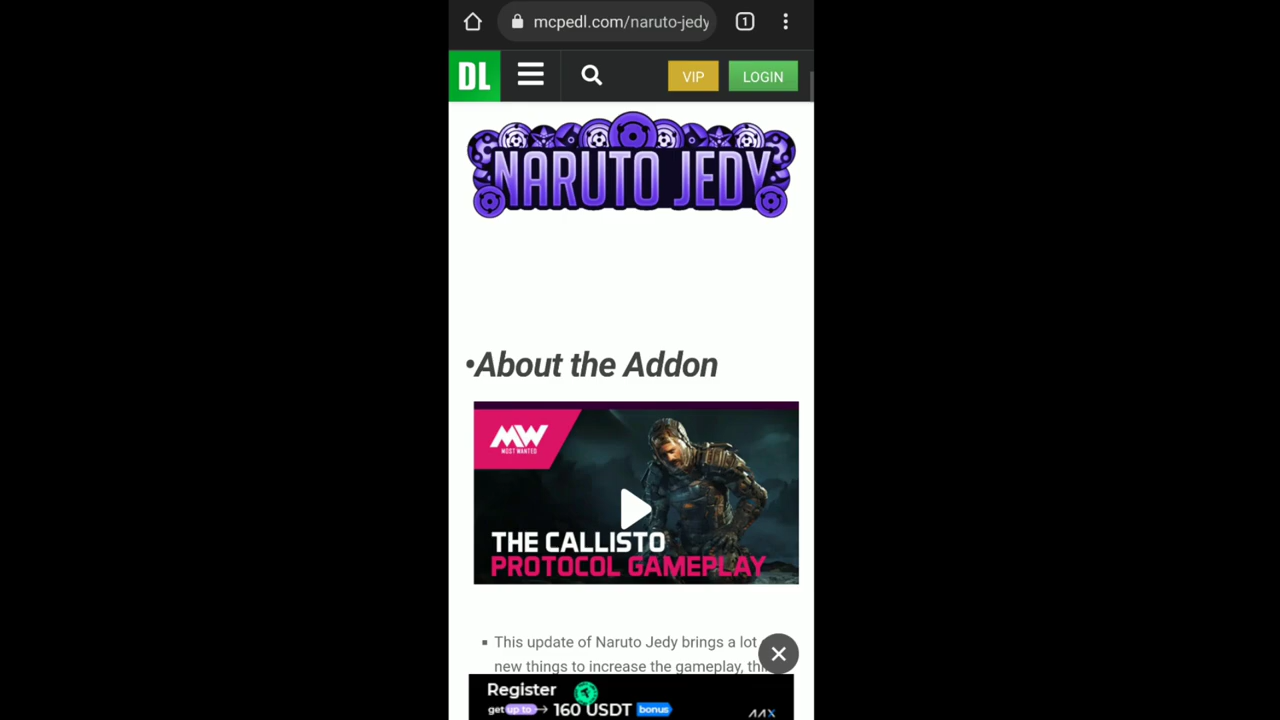 mcpedl.com/naruto-jedy
1
DL
VIP
LOGIN
NARUTO JEDY
•About the Addon
MW
MOST WANTED
THE CALLISTO
PROTOCOL GAMEPLAY
▪ This update of Naruto Jedy brings a lot
new things to increase the gameplay,
Register
get up to → 160 USDT bonus
AAX